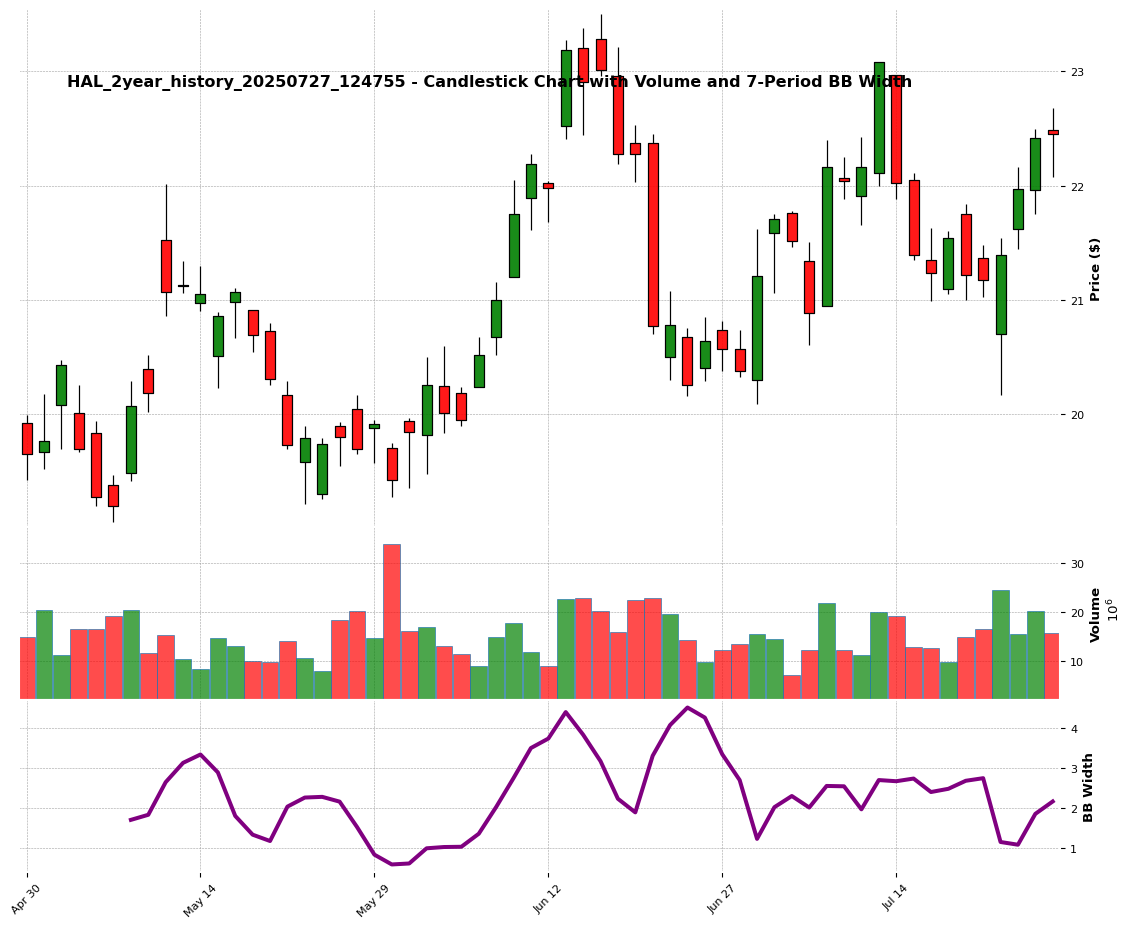 HAL_2year_history_20250727_124755 - Candlestick Chart with Volume and 7-Period BB Width
23
22
21
20
Price ($)
30
20
10
Volume
10^6
4
3
2
1
BB Width
Apr 30
May 14
May 29
Jun 12
Jun 27
Jul 14